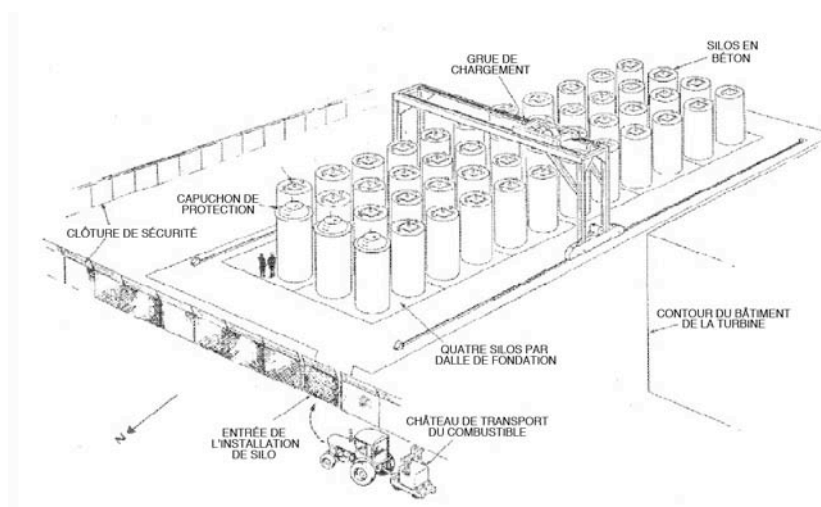 GRUE DE
CHARGEMENT
SILOS EN
BÉTON
CAPUCHON DE
PROTECTION
CLÔTURE DE SÉCURITÉ
CONTOUR DU BÂTIMENT
DE LA TURBINE
QUATRE SILOS PAR
DALLE DE FONDATION
N
ENTRÉE DE
L'INSTALLATION
DE SILO
CHÂTEAU DE TRANSPORT
DU COMBUSTIBLE